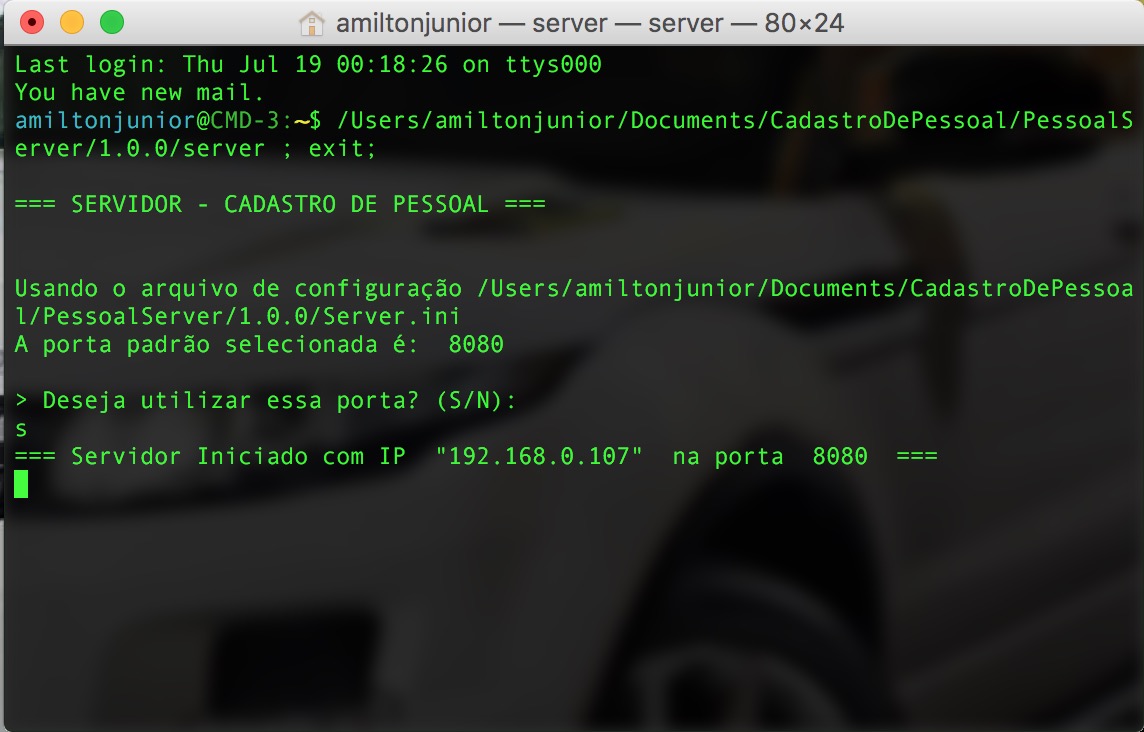 amiltonjunior — server — server — 80×24
Last login: Thu Jul 19 00:18:26 on ttys000
You have new mail.
amiltonjunior@CMD-3:~$ /Users/amiltonjunior/Documents/CadastroDePessoal/PessoalS
erver/1.0.0/server ; exit;
=== SERVIDOR - CADASTRO DE PESSOAL ===
Usando o arquivo de configuração /Users/amiltonjunior/Documents/CadastroDePessoa
l/PessoalServer/1.0.0/Server.ini
A porta padrão selecionada é:  8080
> Deseja utilizar essa porta? (S/N):
s
=== Servidor Iniciado com IP  "192.168.0.107"  na porta  8080  ===